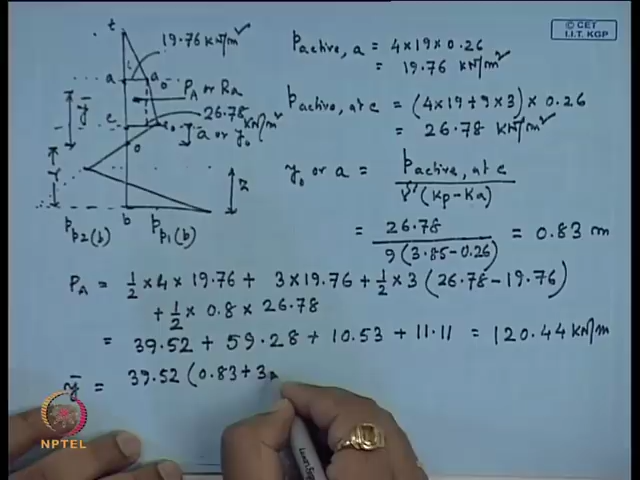 © CET
I.I.T. KGP
t
19.76 kN/m²
a
a₀
P_A or R_a
26.78 kN/m²
ȳ
c
c₀
a or y₀
o
Y
z
b
P_p2(b)
P_p1(b)
p_active, a = 4×19×0.26
= 19.76 kN/m²
p_active, at c = (4×19+9×3)×0.26
= 26.78 kN/m²
y₀ or a = p_active, at c / γ'(Kp−Ka)
= 26.78 / 9(3.85−0.26) = 0.83 m
P_A = 1/2×4×19.76 + 3×19.76 + 1/2×3(26.78−19.76)
+ 1/2×0.8×26.78
= 39.52 + 59.28 + 10.53 + 11.11 = 120.44 kN/m
ȳ = 39.52 (0.83+3
NPTEL